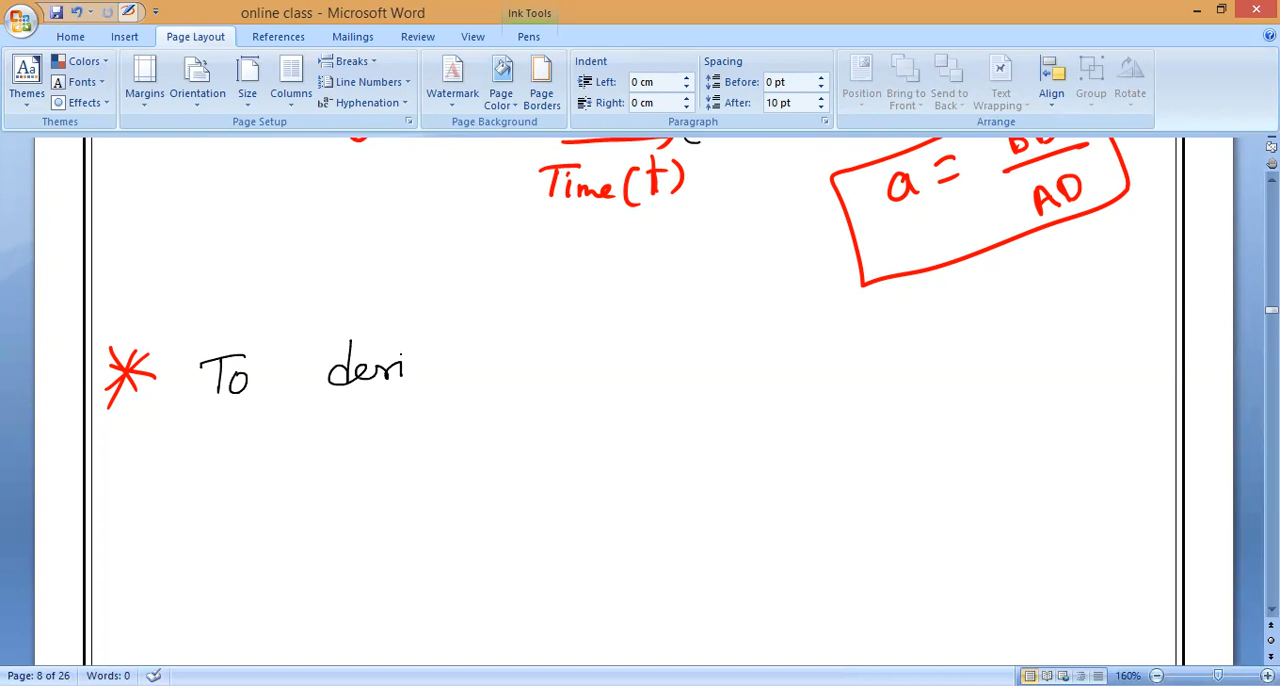 online class - Microsoft Word
Ink Tools
Home Insert Page Layout References Mailings Review View Pens
Themes
Colors
Fonts
Effects
Themes
Margins Orientation Size Columns
Breaks
Line Numbers
Hyphenation
Page Setup
Watermark Page Color Page Borders
Page Background
Indent
Left: 0 cm
Right: 0 cm
Spacing
Before: 0 pt
After: 10 pt
Paragraph
Position Bring to Front Send to Back Text Wrapping Align Group Rotate
Arrange
Time(t)
a =
AD
* To deri
Page: 8 of 26 Words: 0 160%